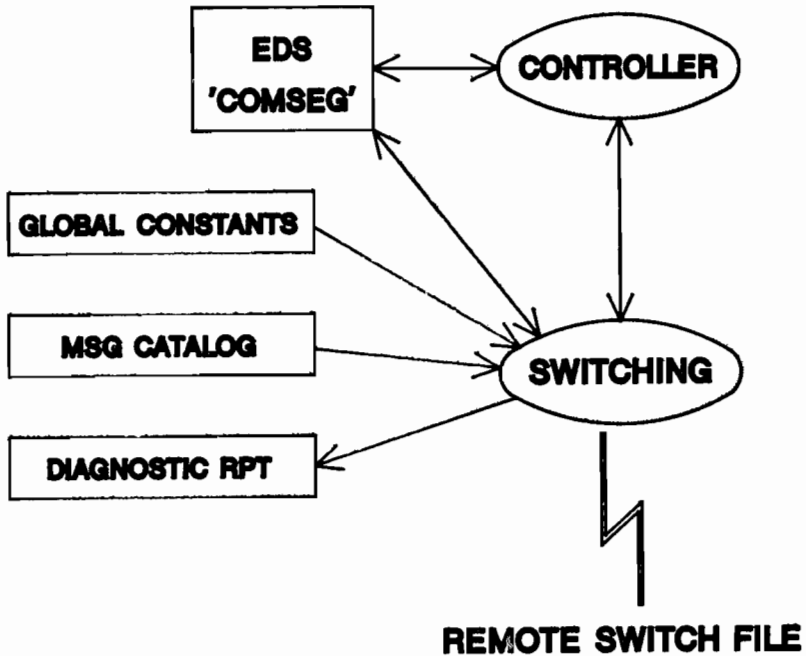 EDS
'COMSEG'
CONTROLLER
GLOBAL CONSTANTS
MSG CATALOG
SWITCHING
DIAGNOSTIC RPT
REMOTE SWITCH FILE